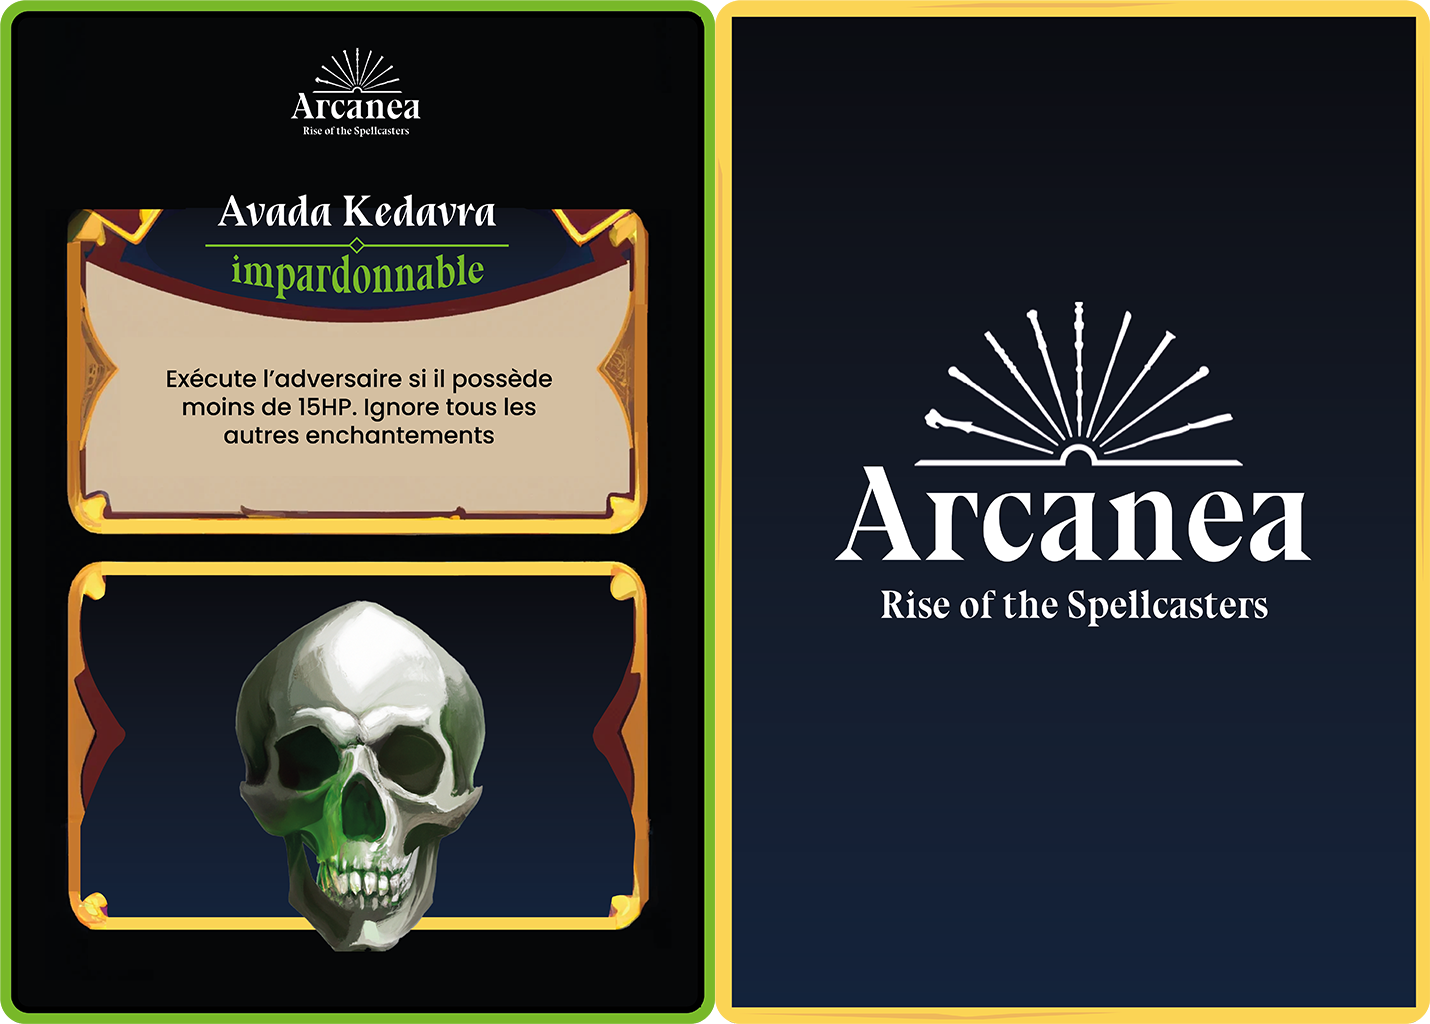 Arcanea
Rise of the Spellcasters
Avada Kedavra
impardonnable
Exécute l’adversaire si il possède
moins de 15HP. Ignore tous les
autres enchantements
Arcanea
Rise of the Spellcasters